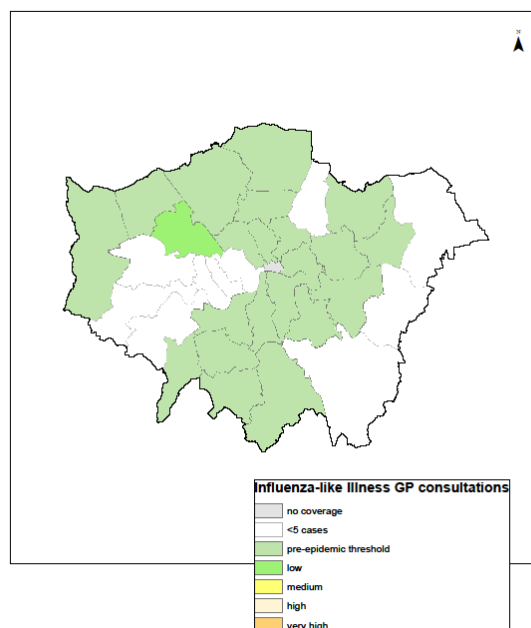 N
Influenza-like Illness GP consultations
no coverage
<5 cases
pre-epidemic threshold
low
medium
high
very high